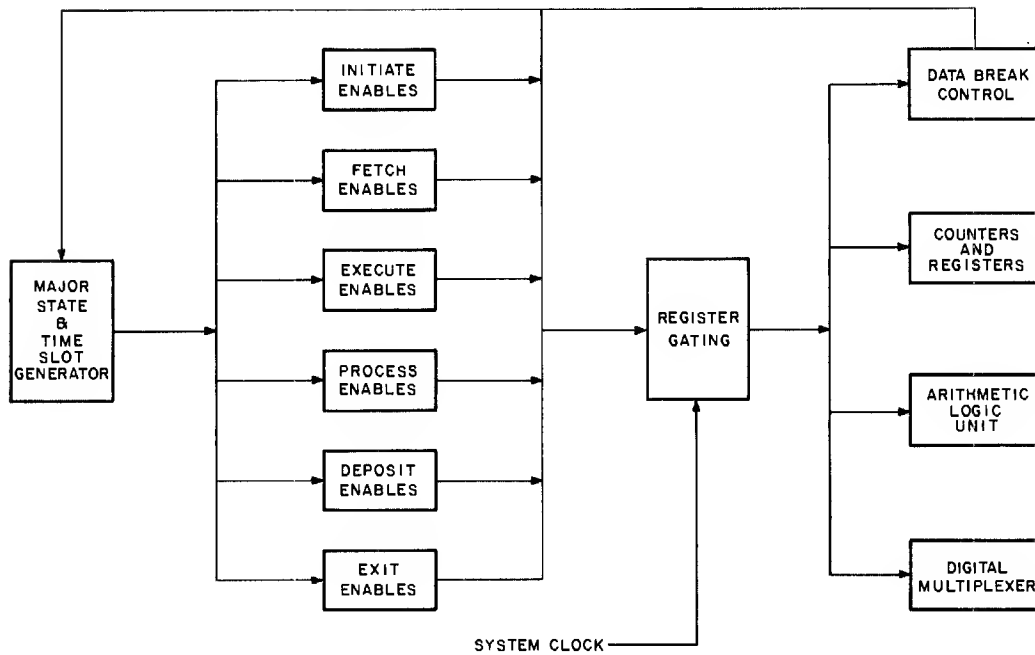 INITIATE
ENABLES
DATA BREAK
CONTROL
FETCH
ENABLES
COUNTERS
AND
REGISTERS
EXECUTE
ENABLES
MAJOR
STATE
&
TIME
SLOT
GENERATOR
REGISTER
GATING
PROCESS
ENABLES
ARITHMETIC
LOGIC
UNIT
DEPOSIT
ENABLES
EXIT
ENABLES
DIGITAL
MULTIPLEXER
SYSTEM CLOCK